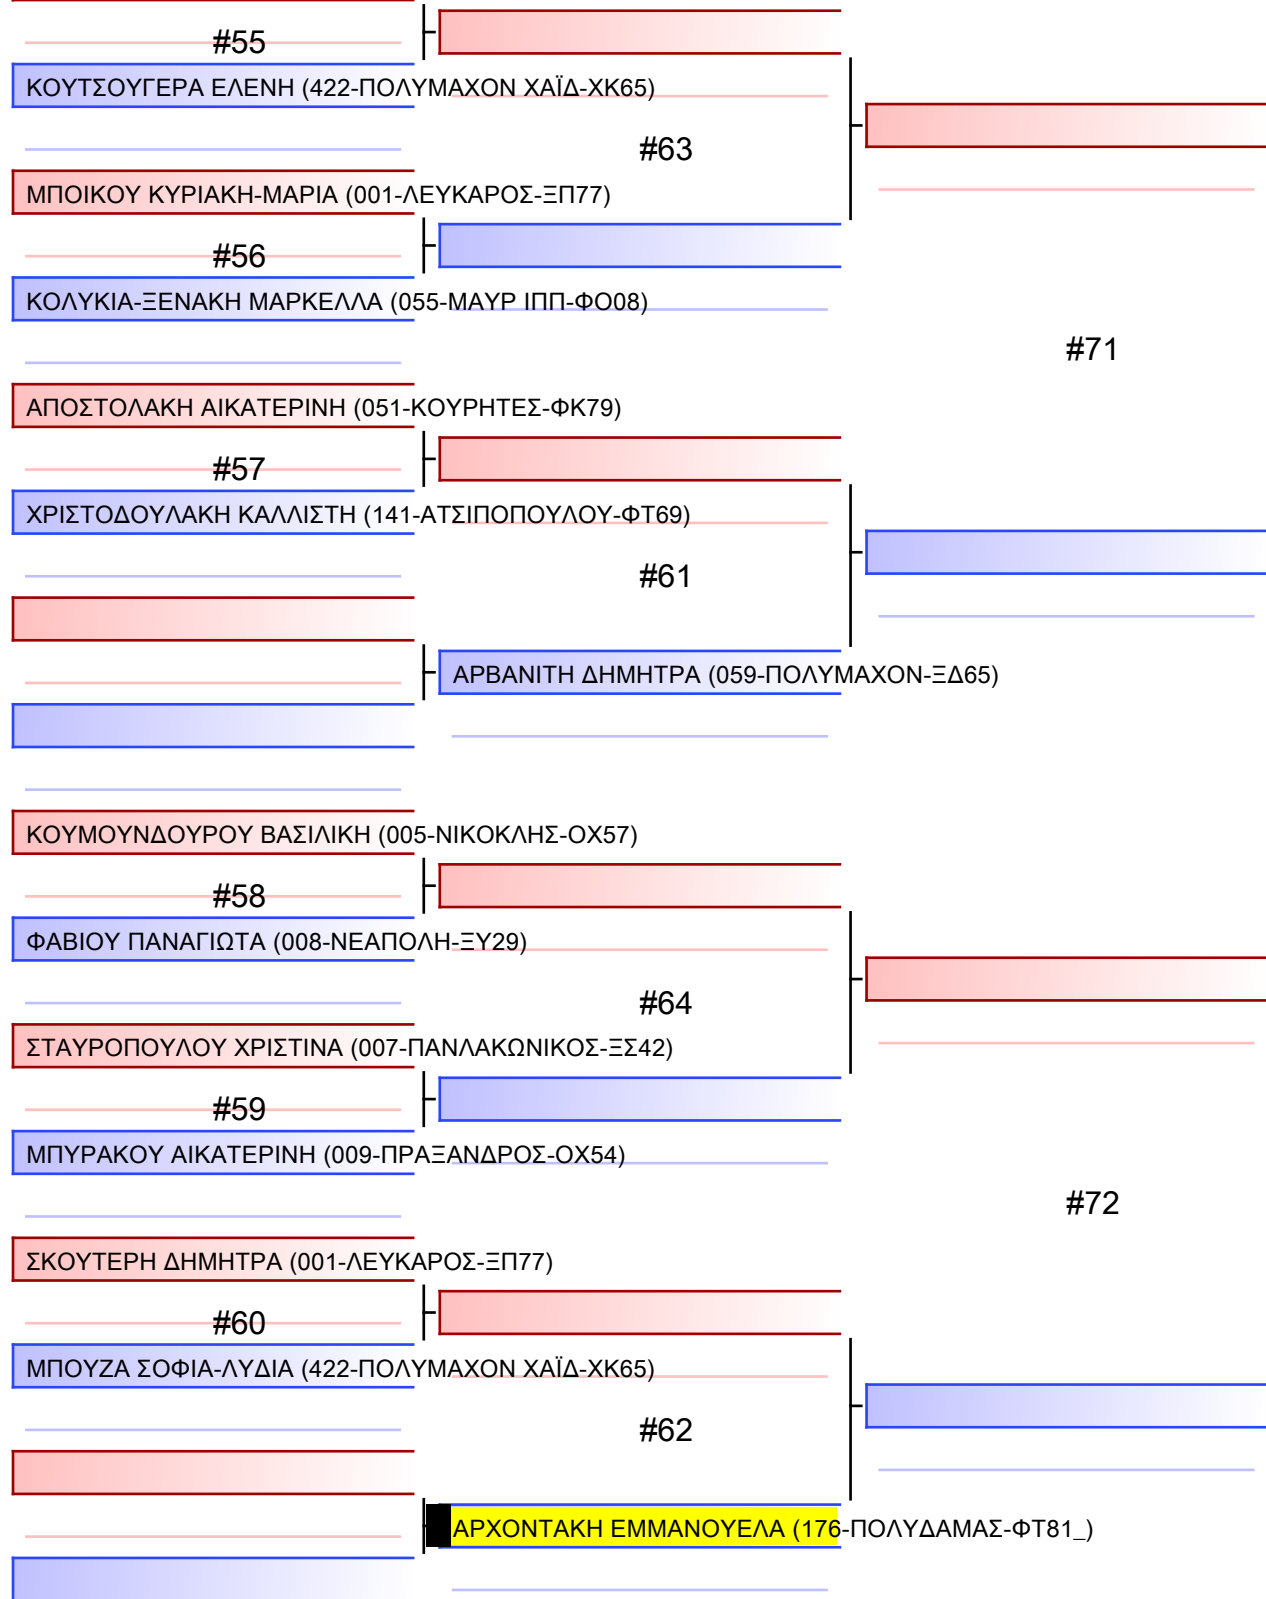 #55
ΚΟΥΤΣΟΥΓΕΡΑ ΕΛΕΝΗ (422-ΠΟΛΥΜΑΧΟΝ ΧΑΪΔ-ΧΚ65)
#63
ΜΠΟΙΚΟΥ ΚΥΡΙΑΚΗ-ΜΑΡΙΑ (001-ΛΕΥΚΑΡΟΣ-ΞΠ77)
#56
ΚΟΛΥΚΙΑ-ΞΕΝΑΚΗ ΜΑΡΚΕΛΛΑ (055-ΜΑΥΡ ΙΠΠ-ΦΟ08)
#71
ΑΠΟΣΤΟΛΑΚΗ ΑΙΚΑΤΕΡΙΝΗ (051-ΚΟΥΡΗΤΕΣ-ΦΚ79)
#57
ΧΡΙΣΤΟΔΟΥΛΑΚΗ ΚΑΛΛΙΣΤΗ (141-ΑΤΣΙΠΟΠΟΥΛΟΥ-ΦΤ69)
#61
ΑΡΒΑΝΙΤΗ ΔΗΜΗΤΡΑ (059-ΠΟΛΥΜΑΧΟΝ-ΞΔ65)
ΚΟΥΜΟΥΝΔΟΥΡΟΥ ΒΑΣΙΛΙΚΗ (005-ΝΙΚΟΚΛΗΣ-ΟΧ57)
#58
ΦΑΒΙΟΥ ΠΑΝΑΓΙΩΤΑ (008-ΝΕΑΠΟΛΗ-ΞΥ29)
#64
ΣΤΑΥΡΟΠΟΥΛΟΥ ΧΡΙΣΤΙΝΑ (007-ΠΑΝΛΑΚΩΝΙΚΟΣ-ΞΣ42)
#59
ΜΠΥΡΑΚΟΥ ΑΙΚΑΤΕΡΙΝΗ (009-ΠΡΑΞΑΝΔΡΟΣ-ΟΧ54)
#72
ΣΚΟΥΤΕΡΗ ΔΗΜΗΤΡΑ (001-ΛΕΥΚΑΡΟΣ-ΞΠ77)
#60
ΜΠΟΥΖΑ ΣΟΦΙΑ-ΛΥΔΙΑ (422-ΠΟΛΥΜΑΧΟΝ ΧΑΪΔ-ΧΚ65)
#62
ΑΡΧΟΝΤΑΚΗ ΕΜΜΑΝΟΥΕΛΑ (176-ΠΟΛΥΔΑΜΑΣ-ΦΤ81_)